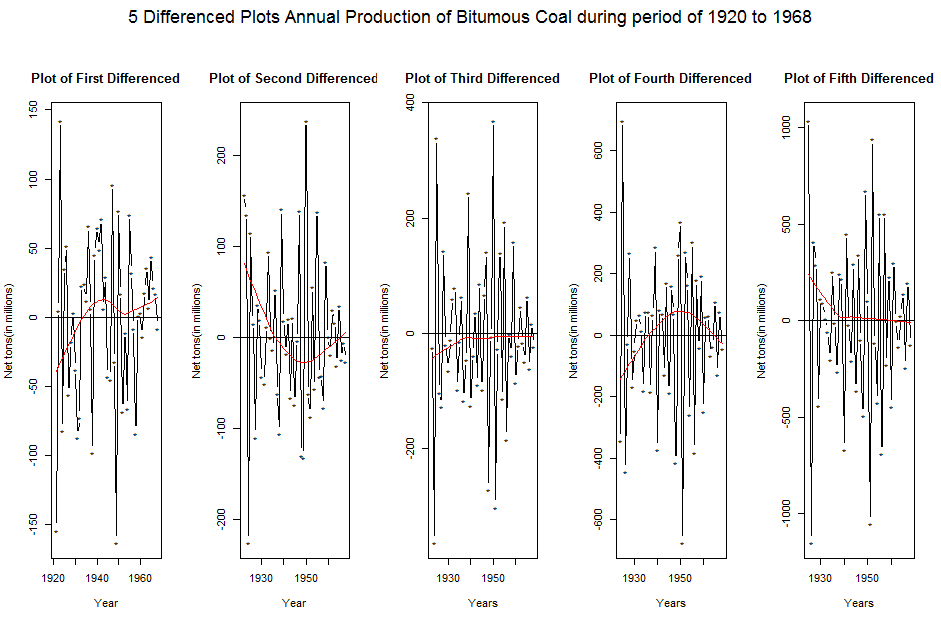 5 Differenced Plots Annual Production of Bitumous Coal during period of 1920 to 1968
Plot of First Differenced
Net tons(in millions)
150
100
50
0
-50
-100
-150
1920 1940 1960
Year
Plot of Second Differenced
Net tons(in millions)
200
100
0
-100
-200
1930 1950
Year
Plot of Third Differenced
Net tons(in millions)
400
200
0
-200
1930 1950
Years
Plot of Fourth Differenced
Net tons(in millions)
600
400
200
0
-200
-400
-600
1930 1950
Years
Plot of Fifth Differenced
Net tons(in millions)
1000
500
0
-500
-1000
1930 1950
Years